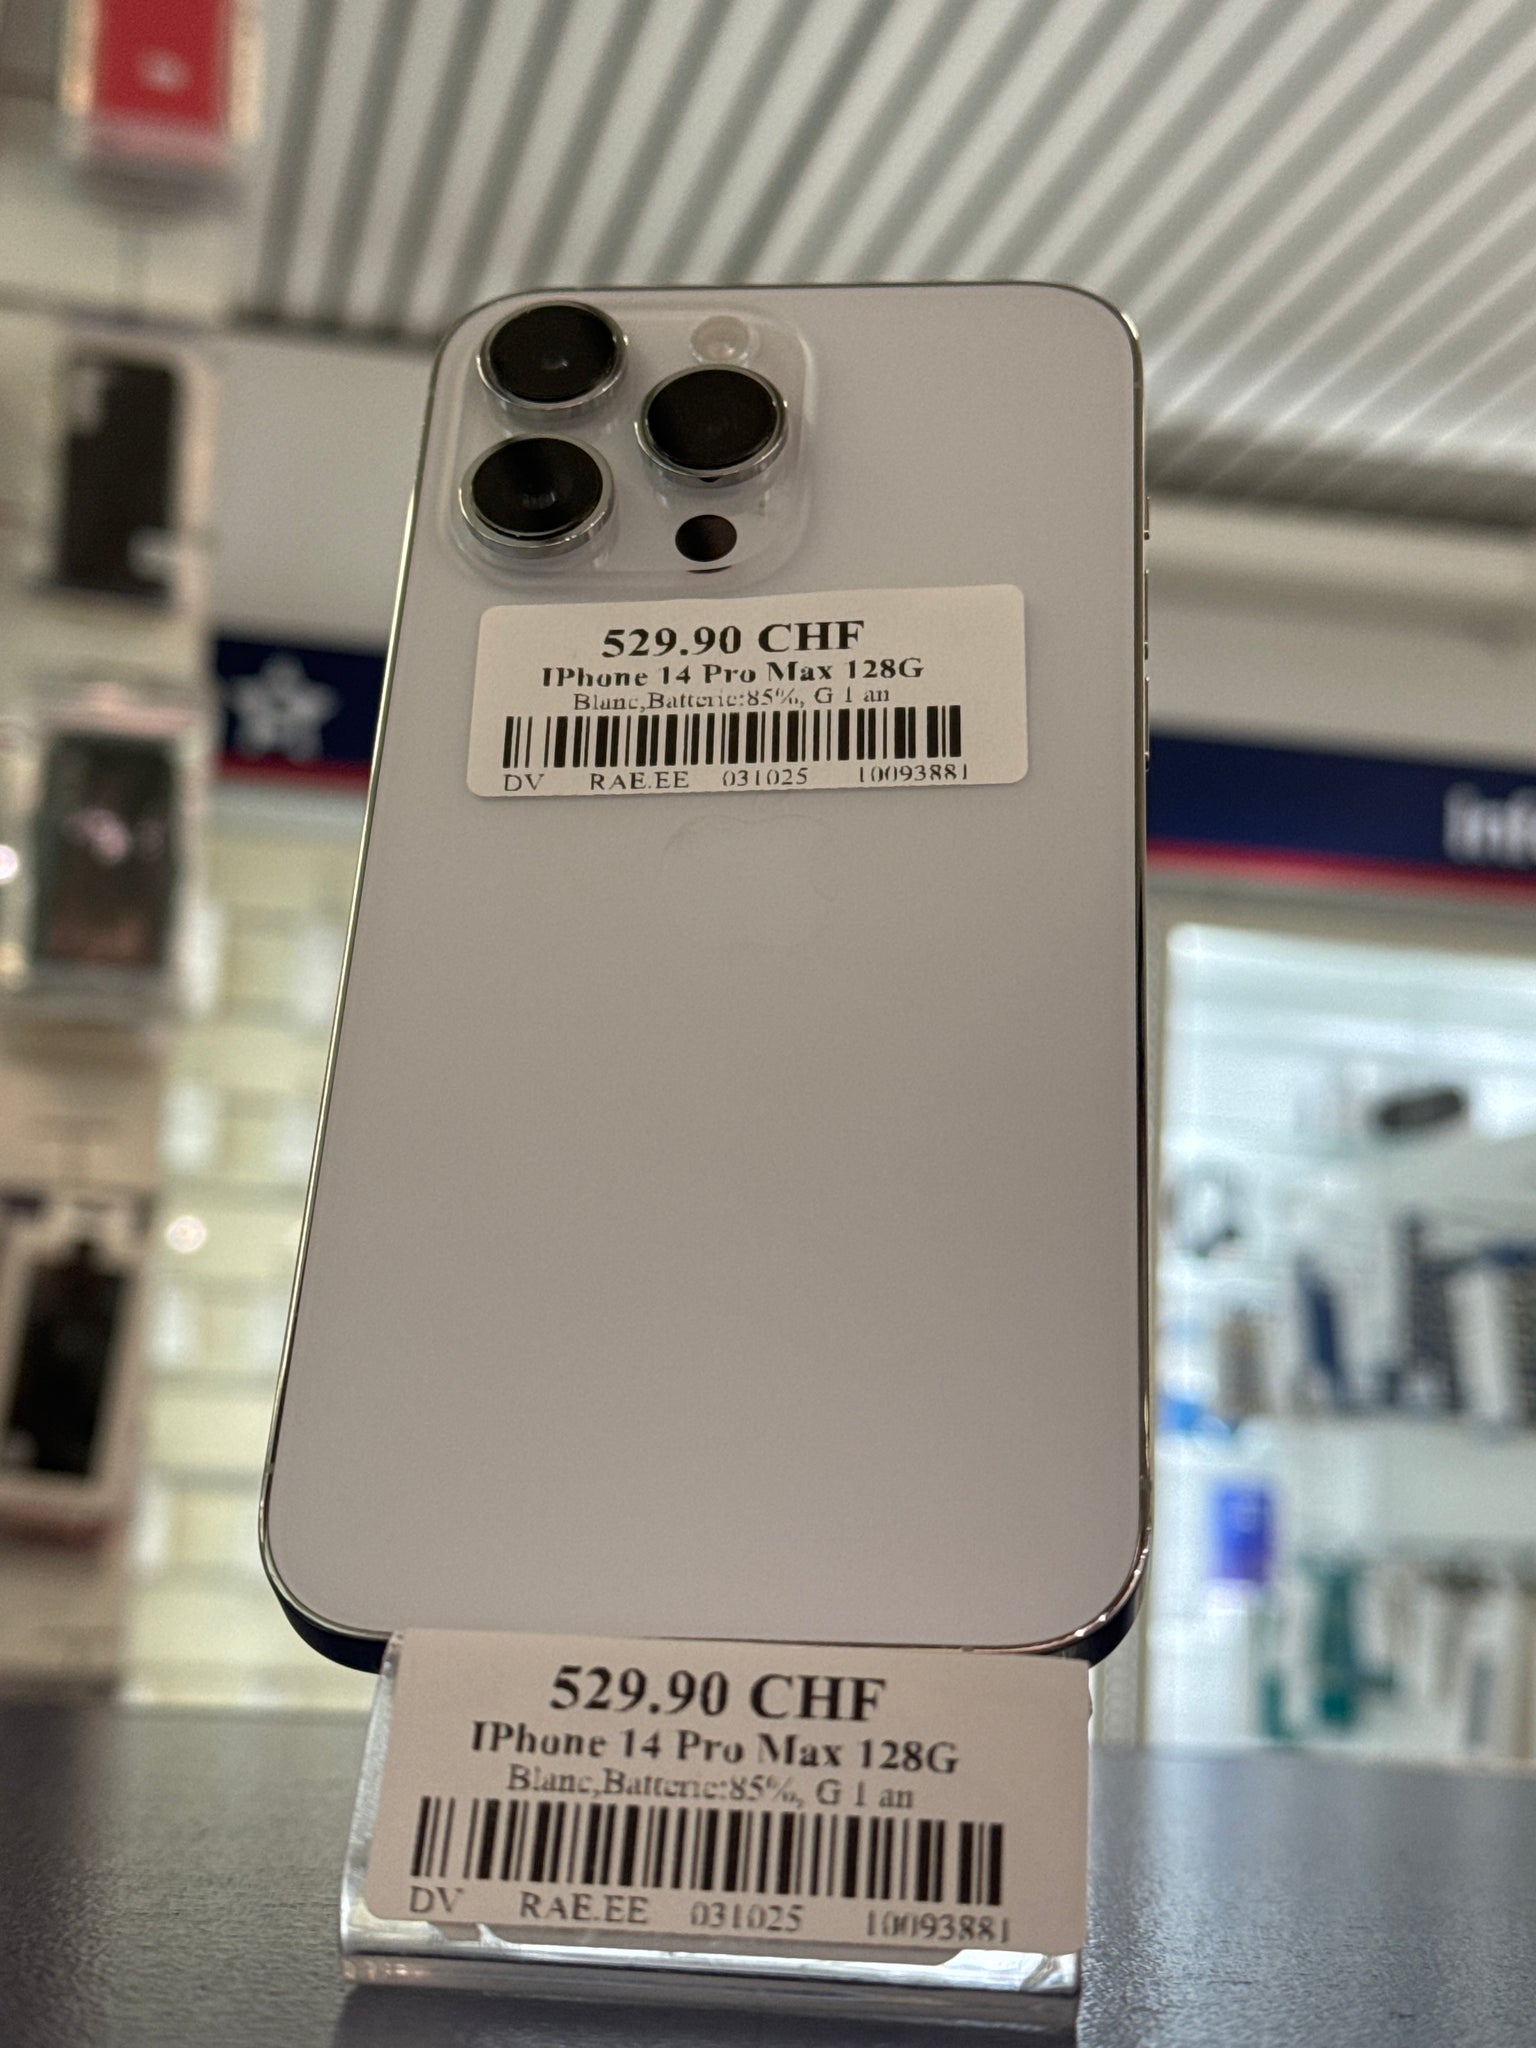 529.90 CHF
IPhone 14 Pro Max 128G
Blanc,Batterie:85%, G 1 an
DV RAE.EE 031025 10093881
529.90 CHF
IPhone 14 Pro Max 128G
Blanc,Batterie:85%, G 1 an
DV RAE.EE 031025 10093881